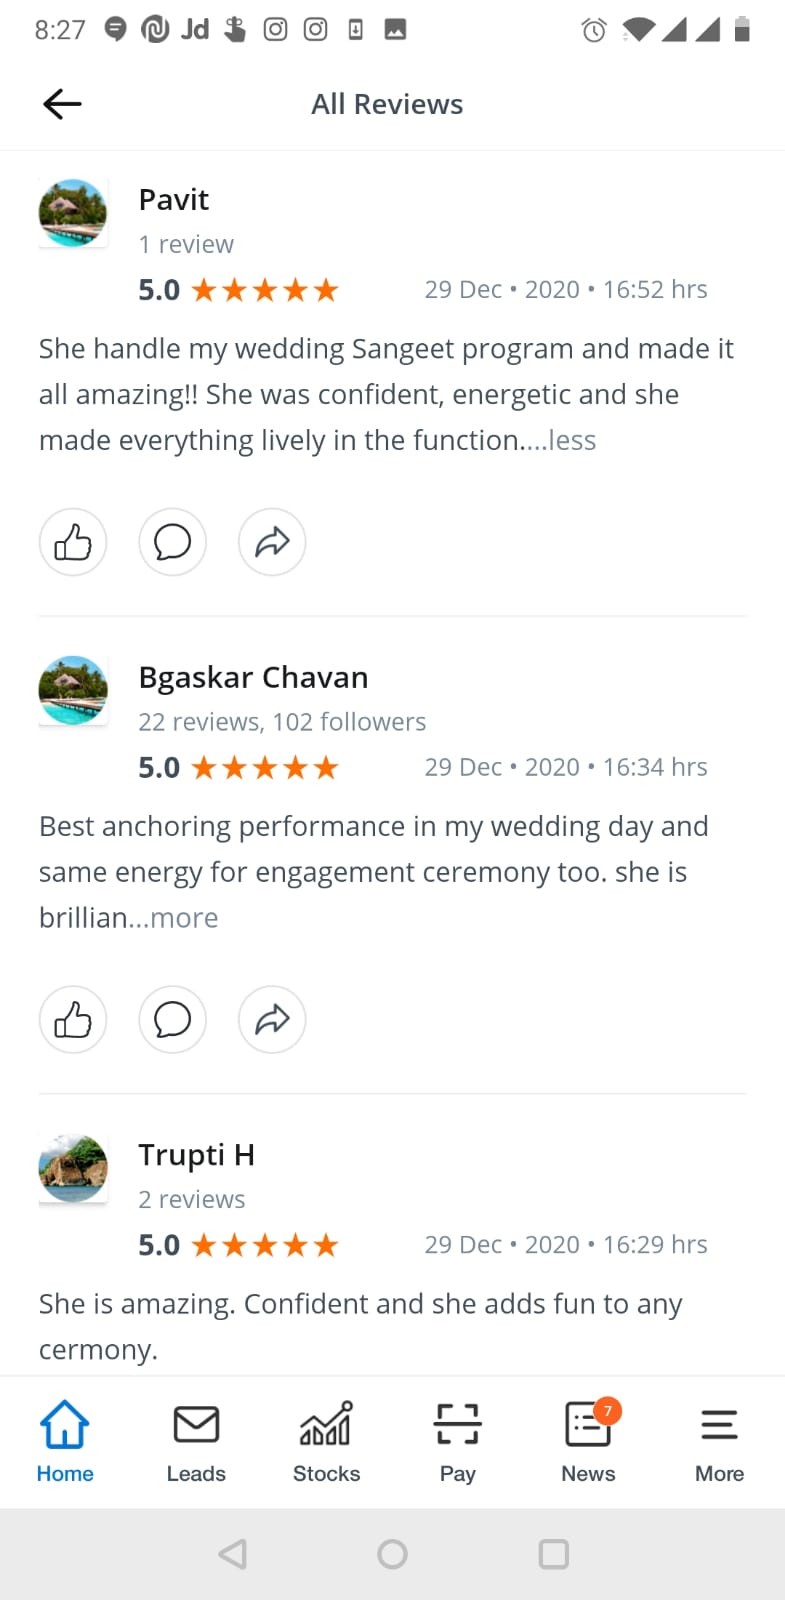 8:27 Jd
All Reviews
Pavit
1 review
5.0 29 Dec • 2020 • 16:52 hrs
She handle my wedding Sangeet program and made it
all amazing!! She was confident, energetic and she
made everything lively in the function....less
Bgaskar Chavan
22 reviews, 102 followers
5.0 29 Dec • 2020 • 16:34 hrs
Best anchoring performance in my wedding day and
same energy for engagement ceremony too. she is
brillian...more
Trupti H
2 reviews
5.0 29 Dec • 2020 • 16:29 hrs
She is amazing. Confident and she adds fun to any
cermony.
7
Home Leads Stocks Pay News More